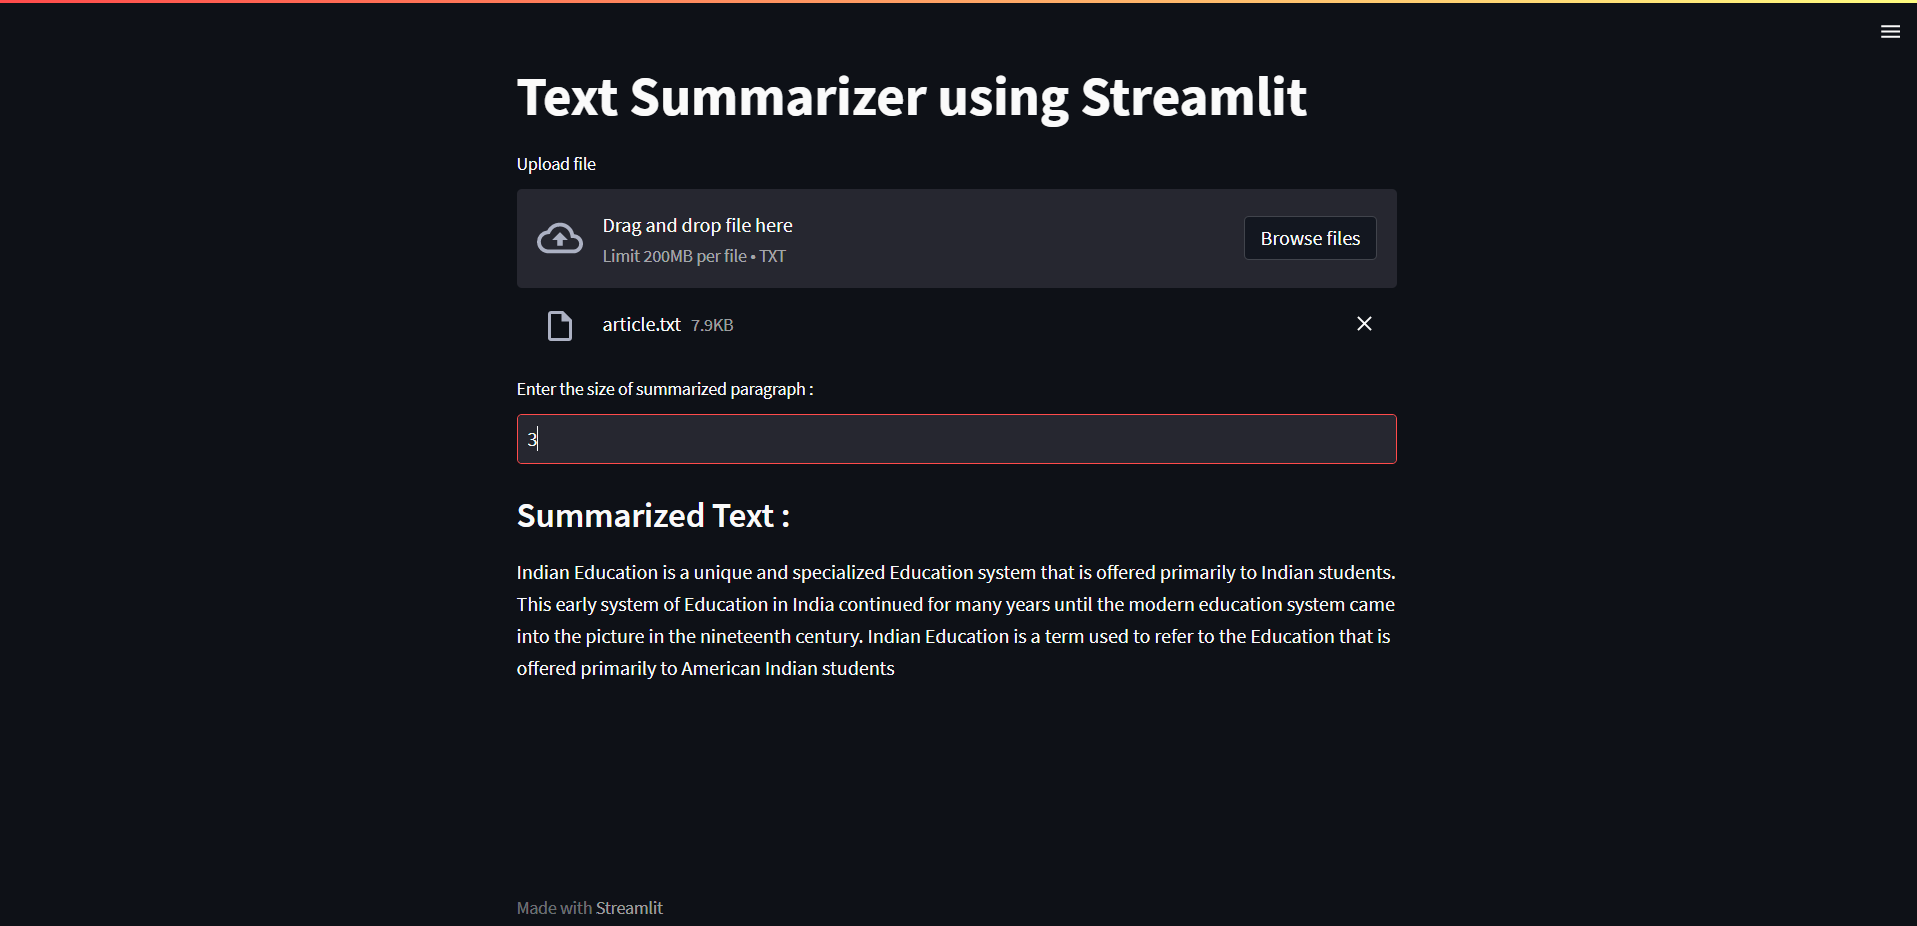 Text Summarizer using Streamlit
Upload file
Drag and drop file here
Limit 200MB per file • TXT
Browse files
article.txt 7.9KB
Enter the size of summarized paragraph :
3
Summarized Text :
Indian Education is a unique and specialized Education system that is offered primarily to Indian students.
This early system of Education in India continued for many years until the modern education system came
into the picture in the nineteenth century. Indian Education is a term used to refer to the Education that is
offered primarily to American Indian students
Made with Streamlit